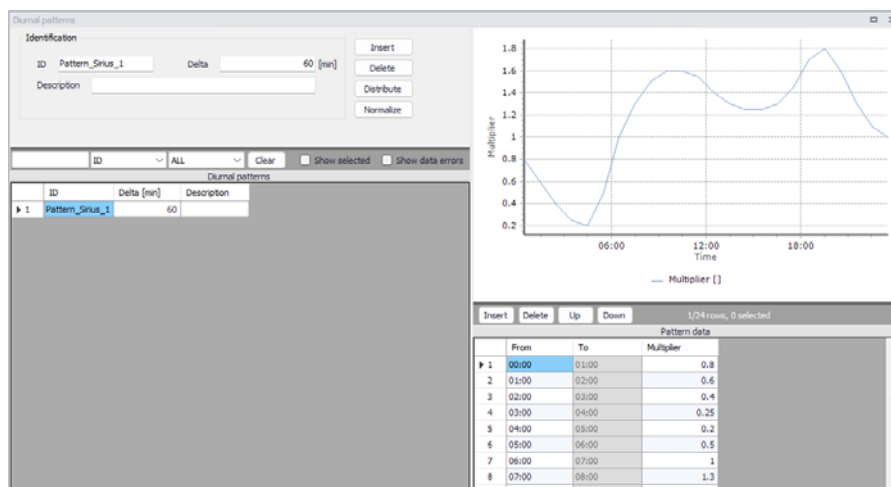 Diurnal patterns
Identification
ID Pattern_Sirius_1 Delta 60 [min]
Description
Insert
Delete
Distribute
Normalize
ID ALL Clear Show selected Show data errors
Diurnal patterns
ID Delta [min] Description
1 Pattern_Sirius_1 60
1.8
1.6
1.4
1.2
1
0.8
0.6
0.4
0.2
Multiplier
06:00 12:00 18:00
Time
Multiplier []
Insert Delete Up Down 1/24 rows, 0 selected
Pattern data
From To Multiplier
1 00:00 01:00 0.8
2 01:00 02:00 0.6
3 02:00 03:00 0.4
4 03:00 04:00 0.25
5 04:00 05:00 0.2
6 05:00 06:00 0.5
7 06:00 07:00 1
8 07:00 08:00 1.3